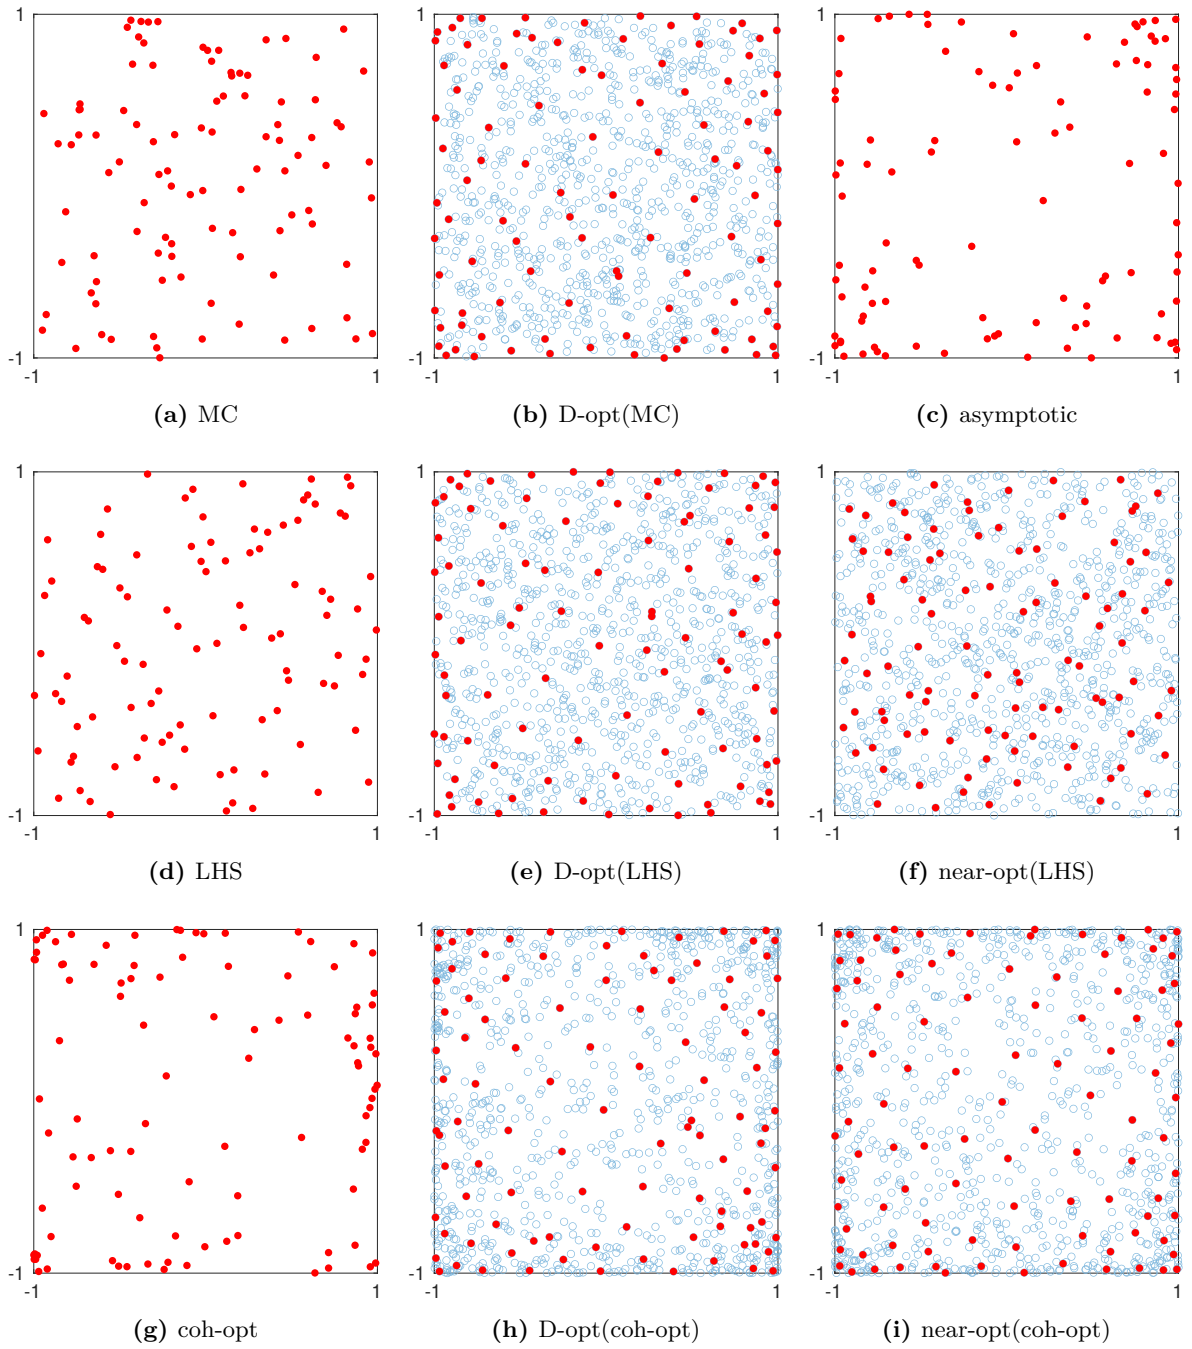 1 1 1
-1 -1 -1
-1 1 -1 1 -1 1
(a) MC (b) D-opt(MC) (c) asymptotic
1 1 1
-1 -1 -1
-1 1 -1 1 -1 1
(d) LHS (e) D-opt(LHS) (f) near-opt(LHS)
1 1 1
-1 -1 -1
-1 1 -1 1 -1 1
(g) coh-opt (h) D-opt(coh-opt) (i) near-opt(coh-opt)